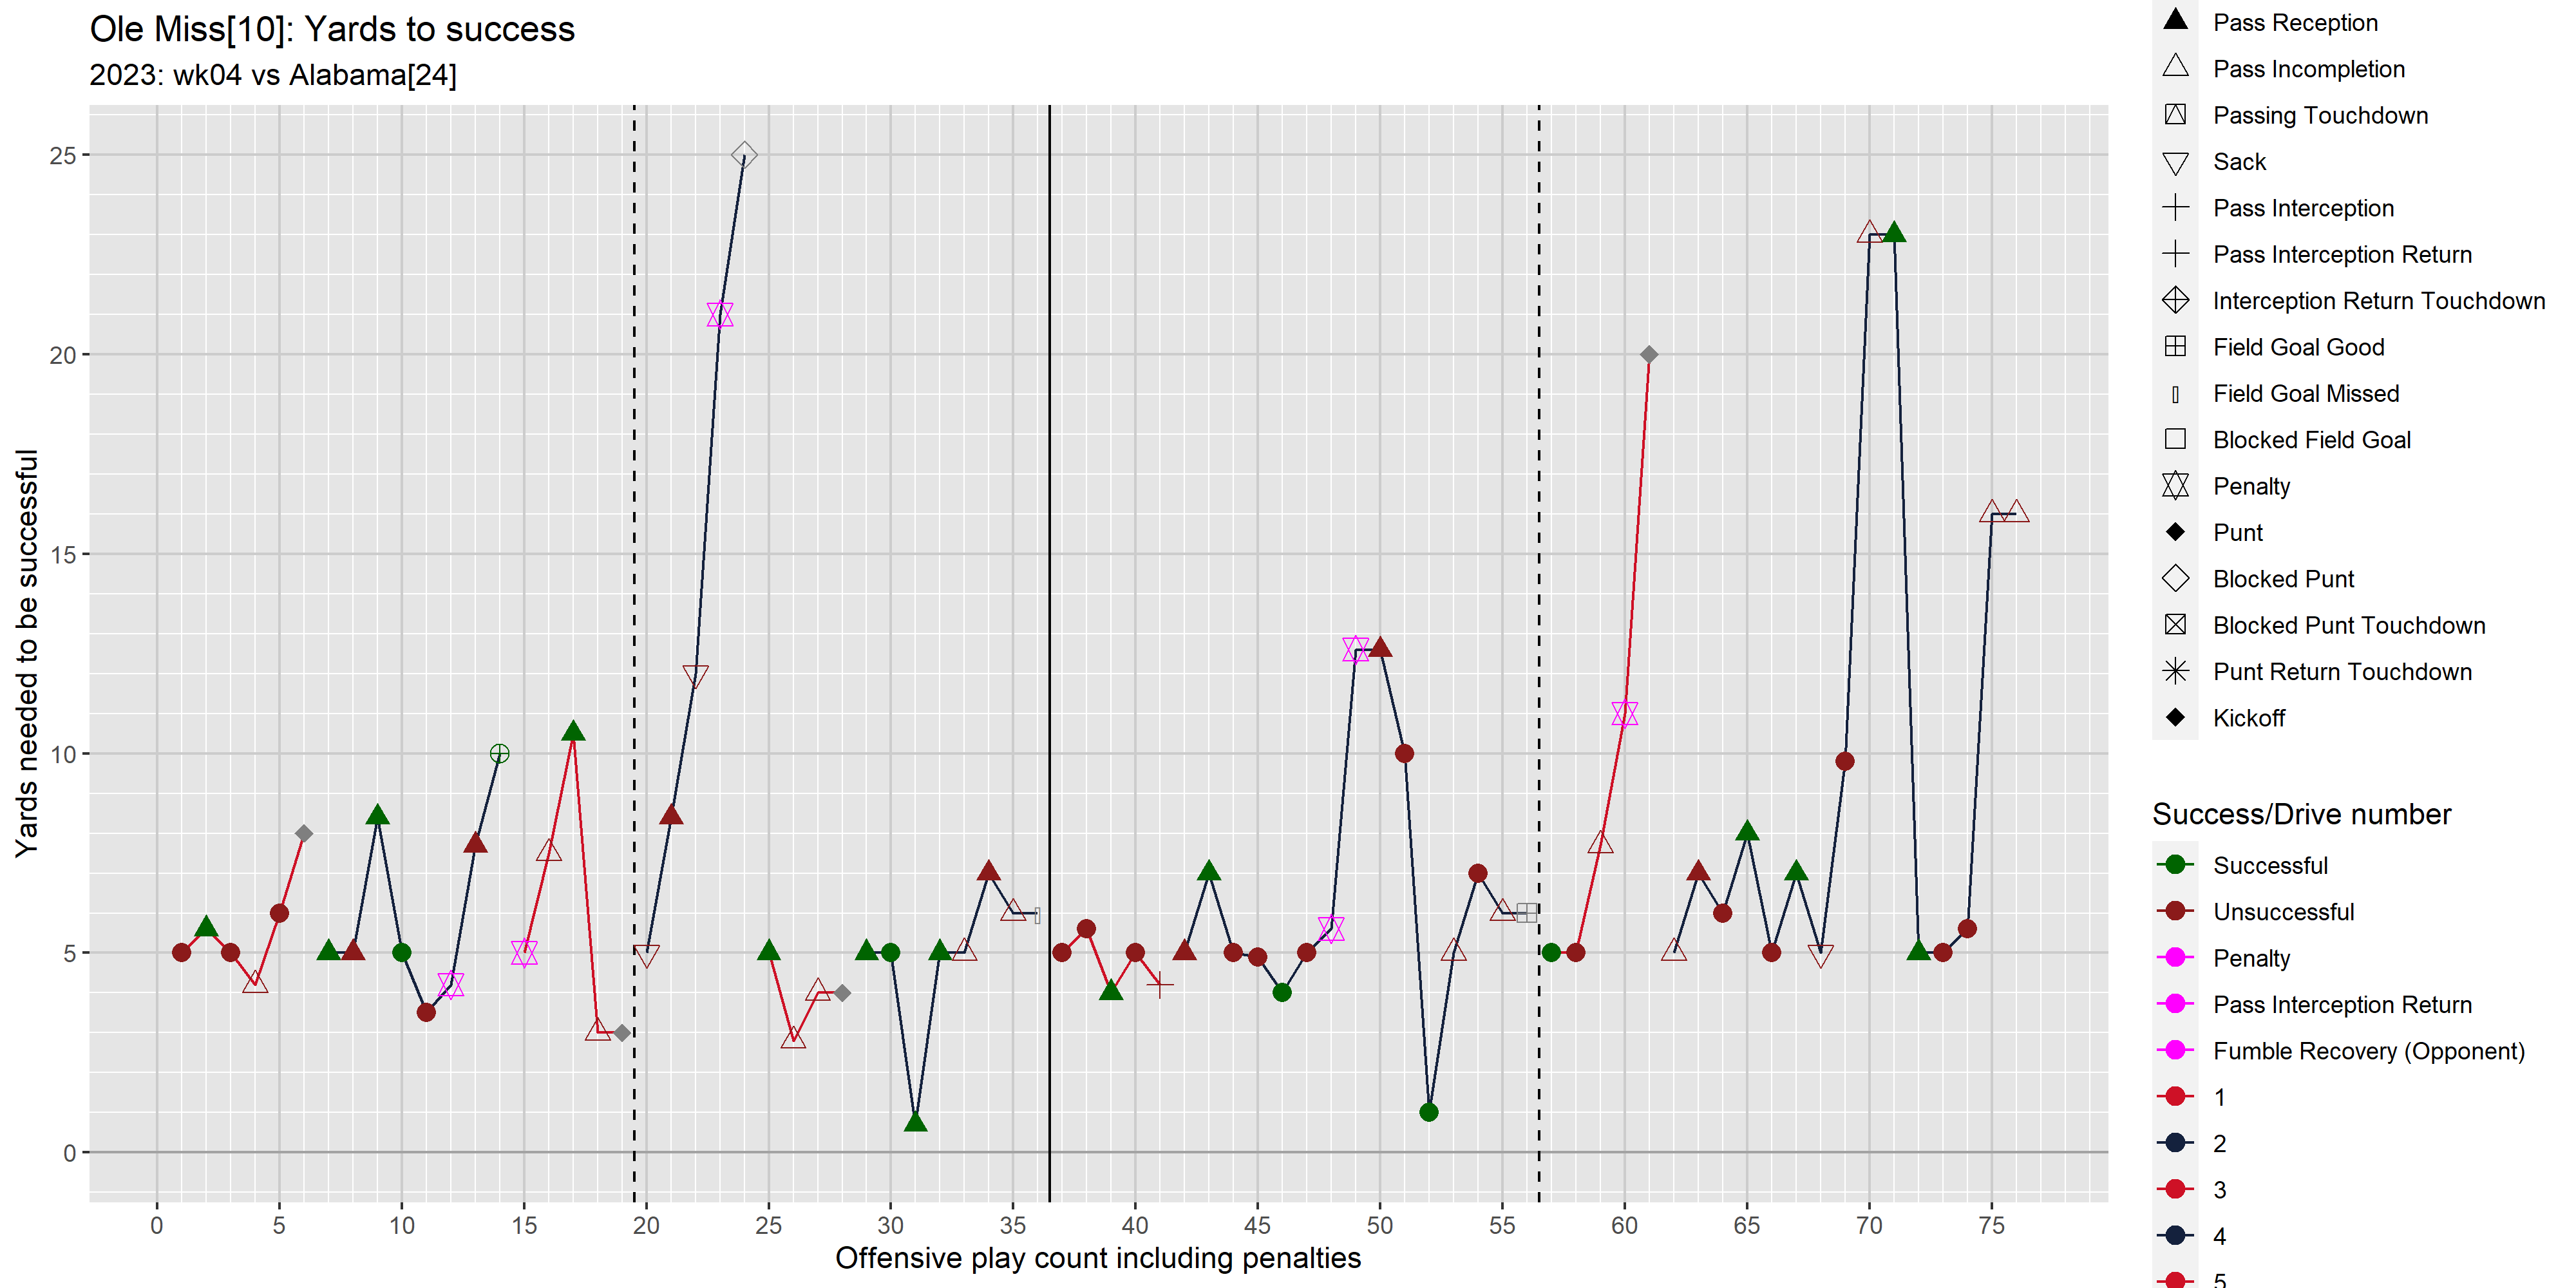 Ole Miss[10]: Yards to success
2023: wk04 vs Alabama[24]
Yards needed to be successful
25
20
15
10
5
0
0 5 10 15 20 25 30 35 40 45 50 55 60 65 70 75
Offensive play count including penalties
Pass Reception
Pass Incompletion
Passing Touchdown
Sack
Pass Interception
Pass Interception Return
Interception Return Touchdown
Field Goal Good
Field Goal Missed
Blocked Field Goal
Penalty
Punt
Blocked Punt
Blocked Punt Touchdown
Punt Return Touchdown
Kickoff
Success/Drive number
Successful
Unsuccessful
Penalty
Pass Interception Return
Fumble Recovery (Opponent)
1
2
3
4
5